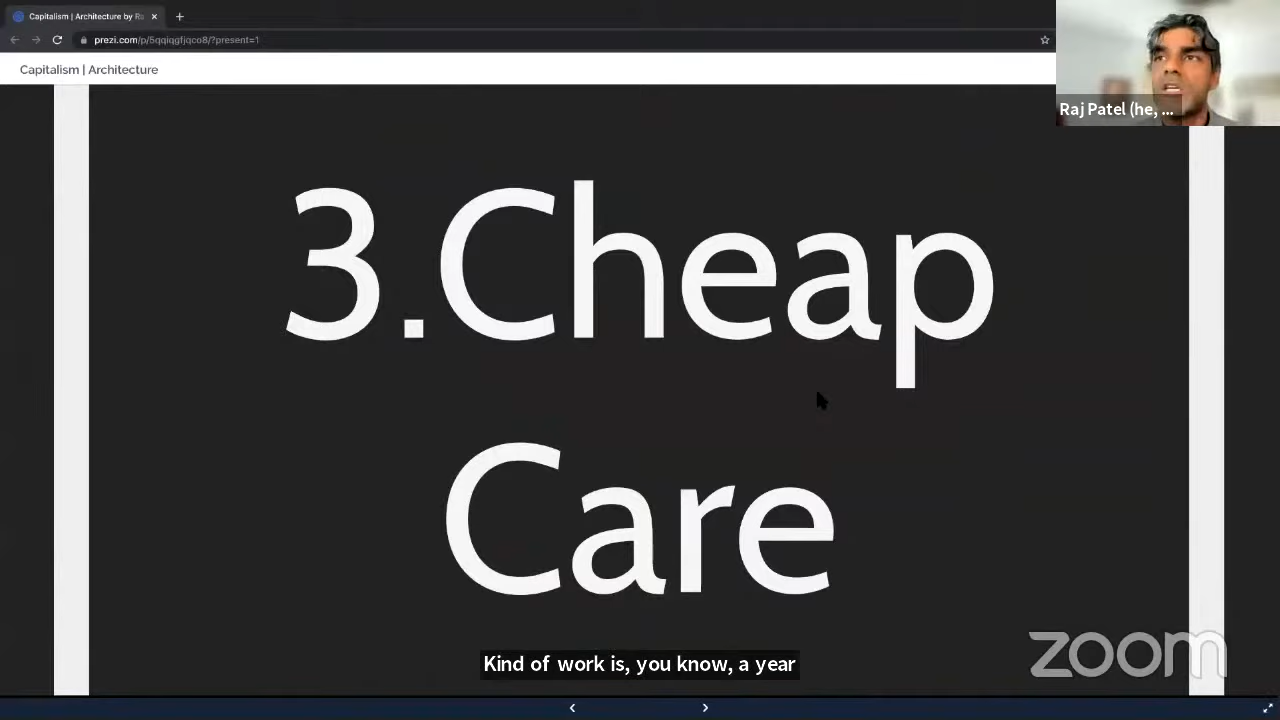 Capitalism | Architecture by Ra
prezi.com/p/5qqiqgfjqco8/?present=1
Capitalism | Architecture
Raj Patel (he, ...
3.Cheap
Care
Kind of work is, you know, a year
zoom